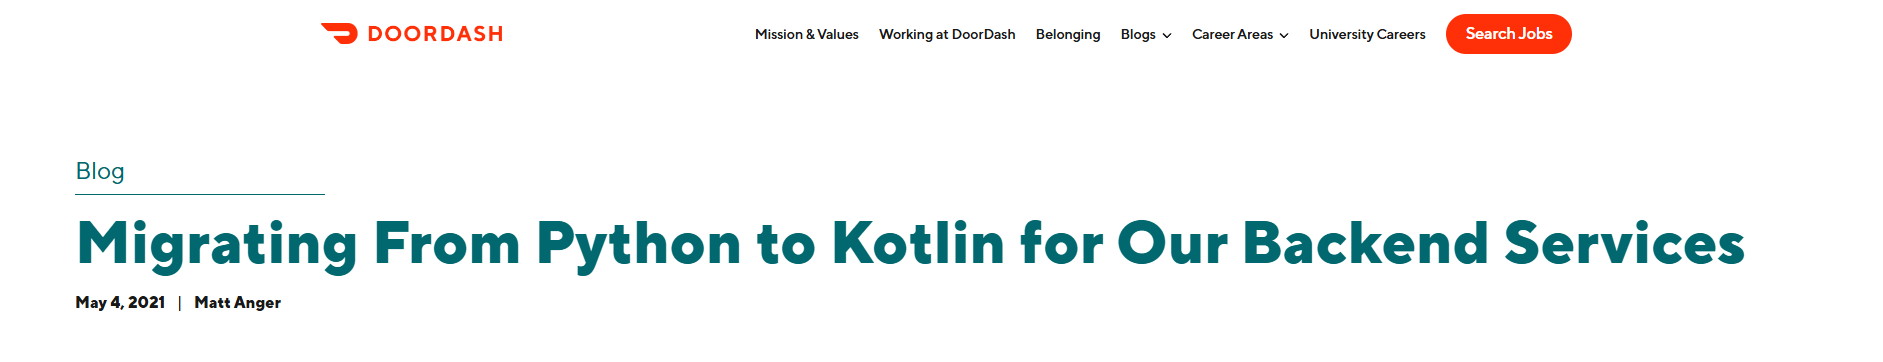 DOORDASH
Mission & Values Working at DoorDash Belonging Blogs Career Areas University Careers Search Jobs
Blog
Migrating From Python to Kotlin for Our Backend Services
May 4, 2021 | Matt Anger